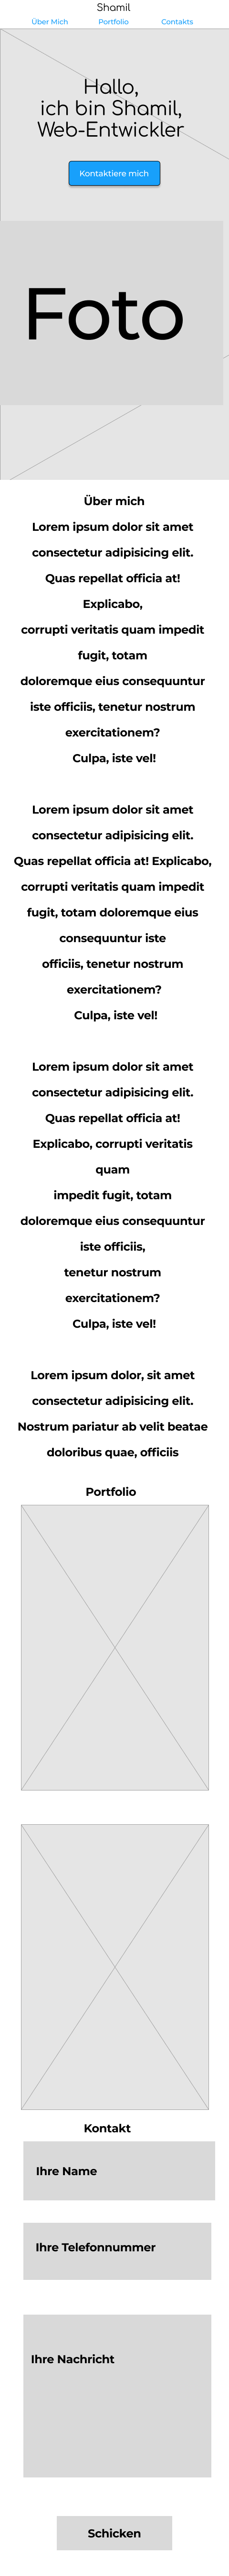 Shamil
Über Mich Portfolio Contakts
Hallo,
ich bin Shamil,
Web-Entwickler
Kontaktiere mich
Foto
Über mich
Lorem ipsum dolor sit amet
consectetur adipisicing elit.
Quas repellat officia at!
Explicabo,
corrupti veritatis quam impedit
fugit, totam
doloremque eius consequuntur
iste officiis, tenetur nostrum
exercitationem?
Culpa, iste vel!
Lorem ipsum dolor sit amet
consectetur adipisicing elit.
Quas repellat officia at! Explicabo,
corrupti veritatis quam impedit
fugit, totam doloremque eius
consequuntur iste
officiis, tenetur nostrum
exercitationem?
Culpa, iste vel!
Lorem ipsum dolor sit amet
consectetur adipisicing elit.
Quas repellat officia at!
Explicabo, corrupti veritatis
quam
impedit fugit, totam
doloremque eius consequuntur
iste officiis,
tenetur nostrum
exercitationem?
Culpa, iste vel!
Lorem ipsum dolor, sit amet
consectetur adipisicing elit.
Nostrum pariatur ab velit beatae
doloribus quae, officiis
Portfolio
Kontakt
Ihre Name
Ihre Telefonnummer
Ihre Nachricht
Schicken